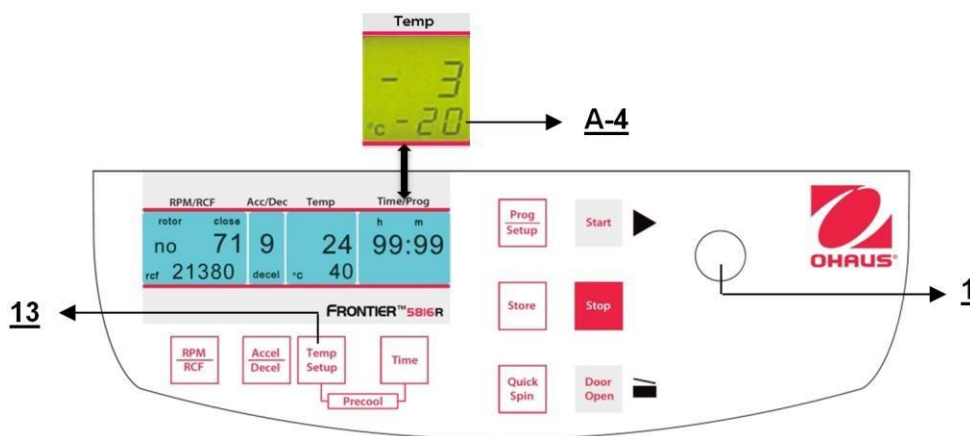 Temp
- 3
°C -20
A-4
RPM/RCF Acc/Dec Temp Time/Prog
rotor close h m
no 71 9 24 99:99
rcf 21380 decel °C 40
FRONTIER™5816R
13
RPM
RCF
Accel
Decel
Temp
Setup
Time
Precool
Prog
Setup
Start
Store
Stop
Quick
Spin
Door
Open
OHAUS®
1